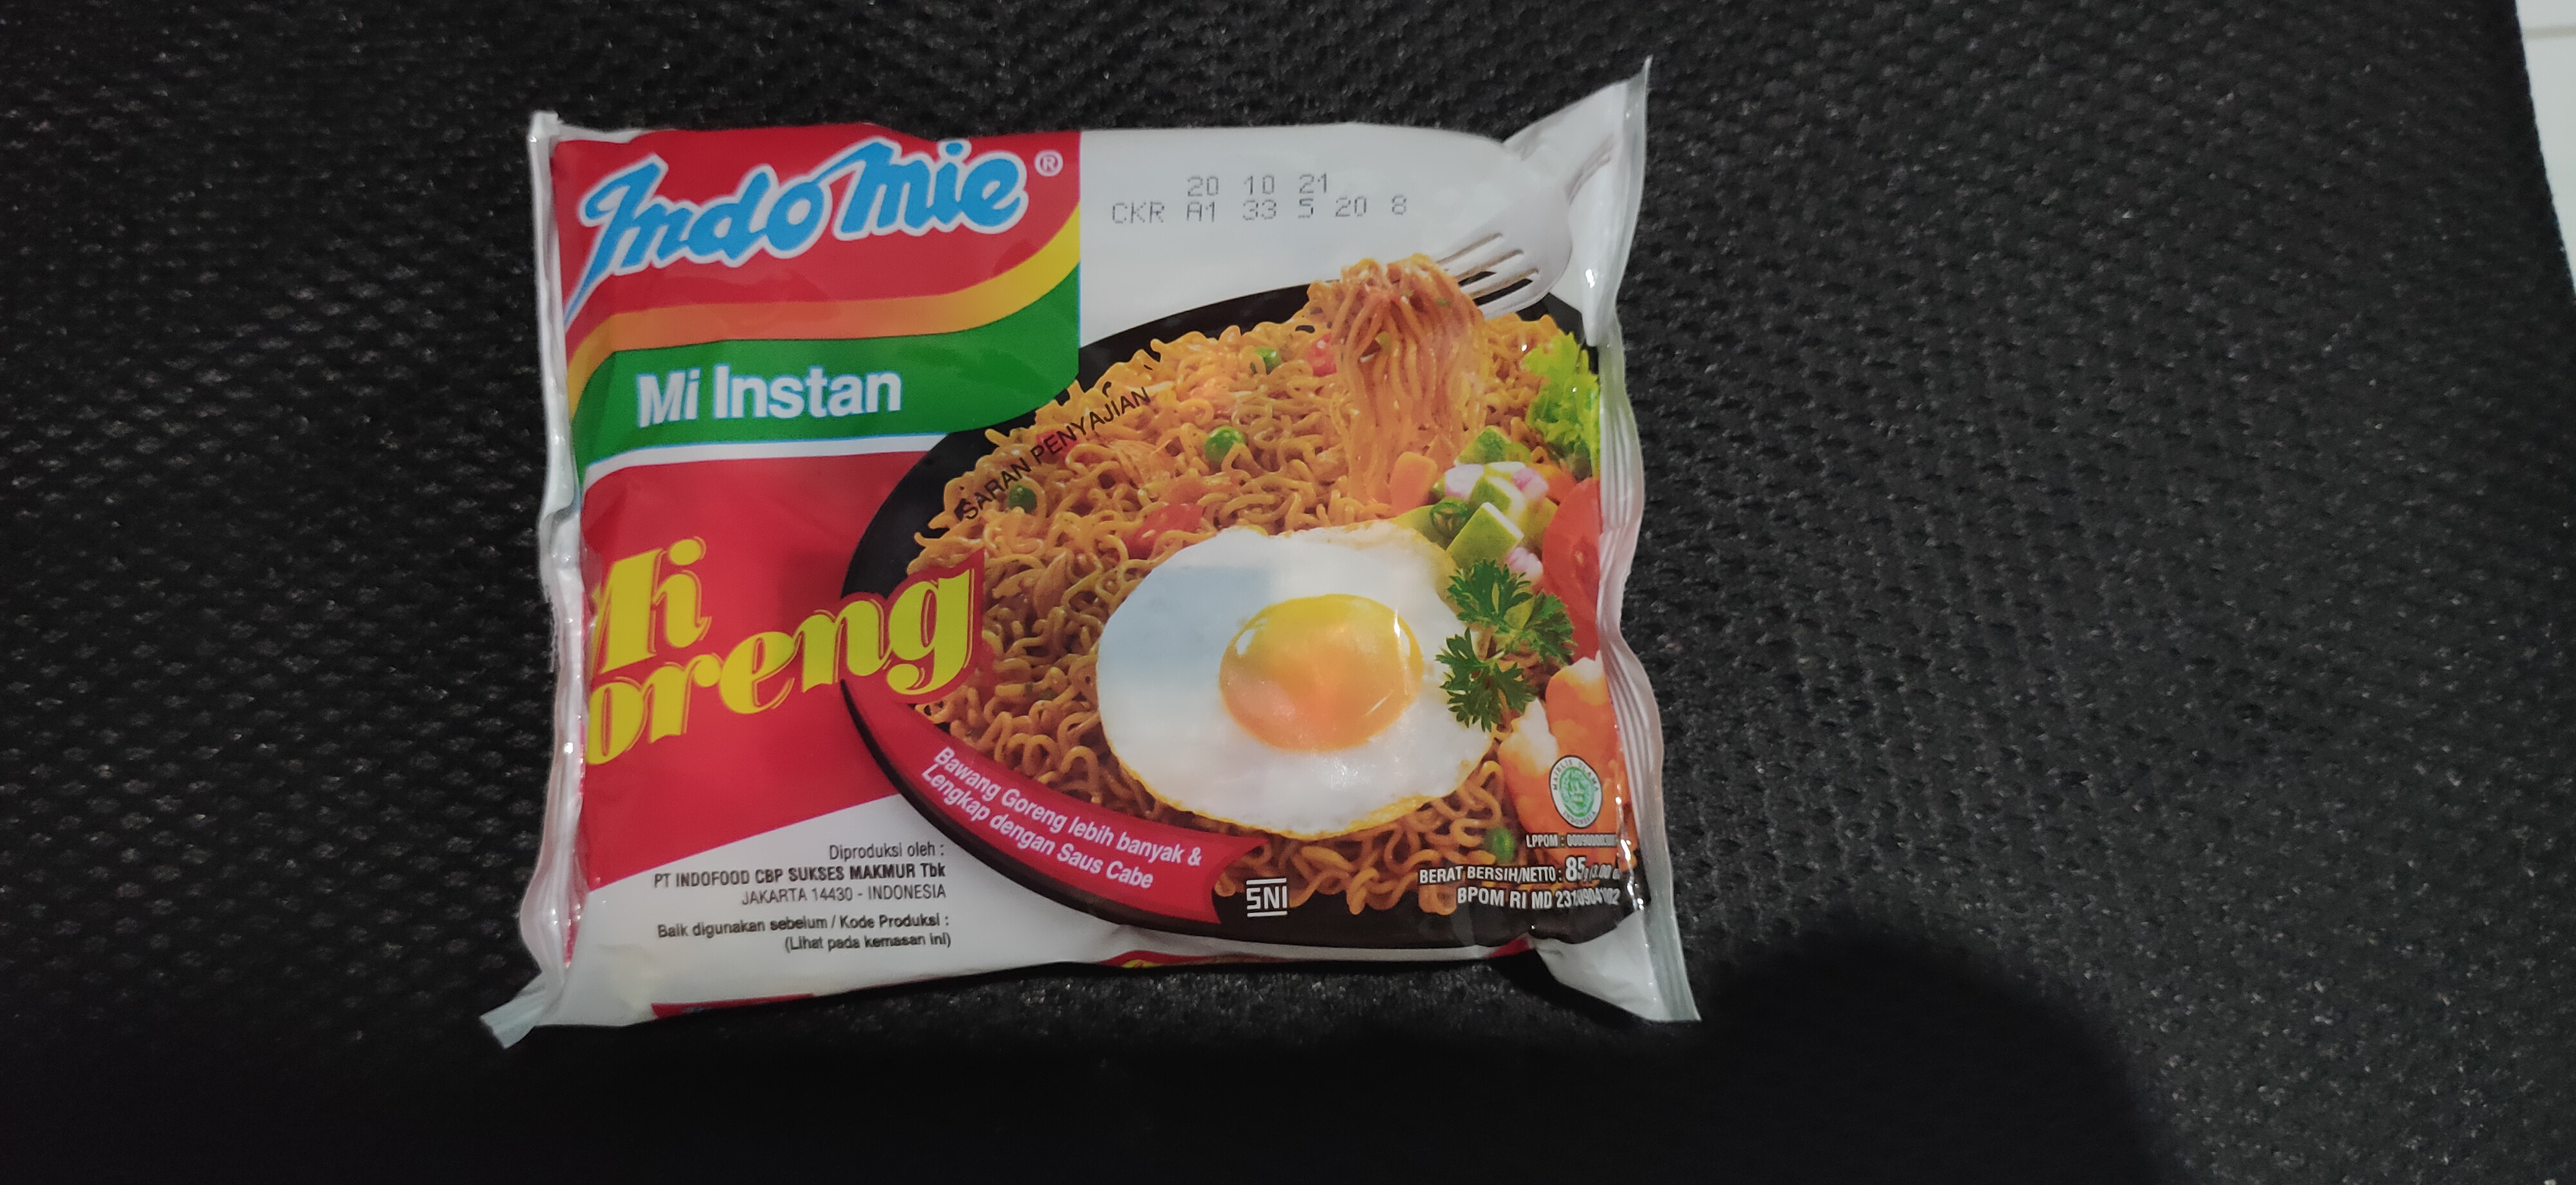 Indomie®
20 10 21
CKR A1 33 5 20 8
Mi Instan
SARAN PENYAJIAN
Mi
oreng
Bawang Goreng lebih banyak &
Lengkap dengan Saus Cabe
Diproduksi oleh :
PT INDOFOOD CBP SUKSES MAKMUR Tbk
JAKARTA 14430 - INDONESIA
Baik digunakan sebelum / Kode Produksi :
(Lihat pada kemasan ini)
SNI
LPPOM :
BERAT BERSIH/NETTO : 85g
BPOM RI MD